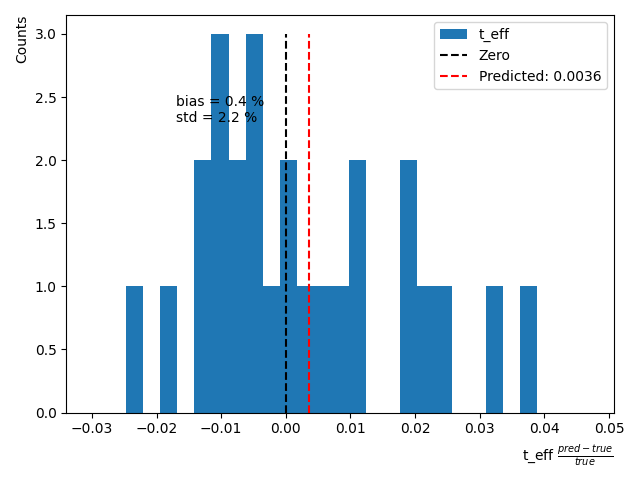 Counts
3.0
2.5
2.0
1.5
1.0
0.5
0.0
t_eff
Zero
Predicted: 0.0036
bias = 0.4 %
std = 2.2 %
−0.03 −0.02 −0.01 0.00 0.01 0.02 0.03 0.04 0.05
t_eff pred−true
true